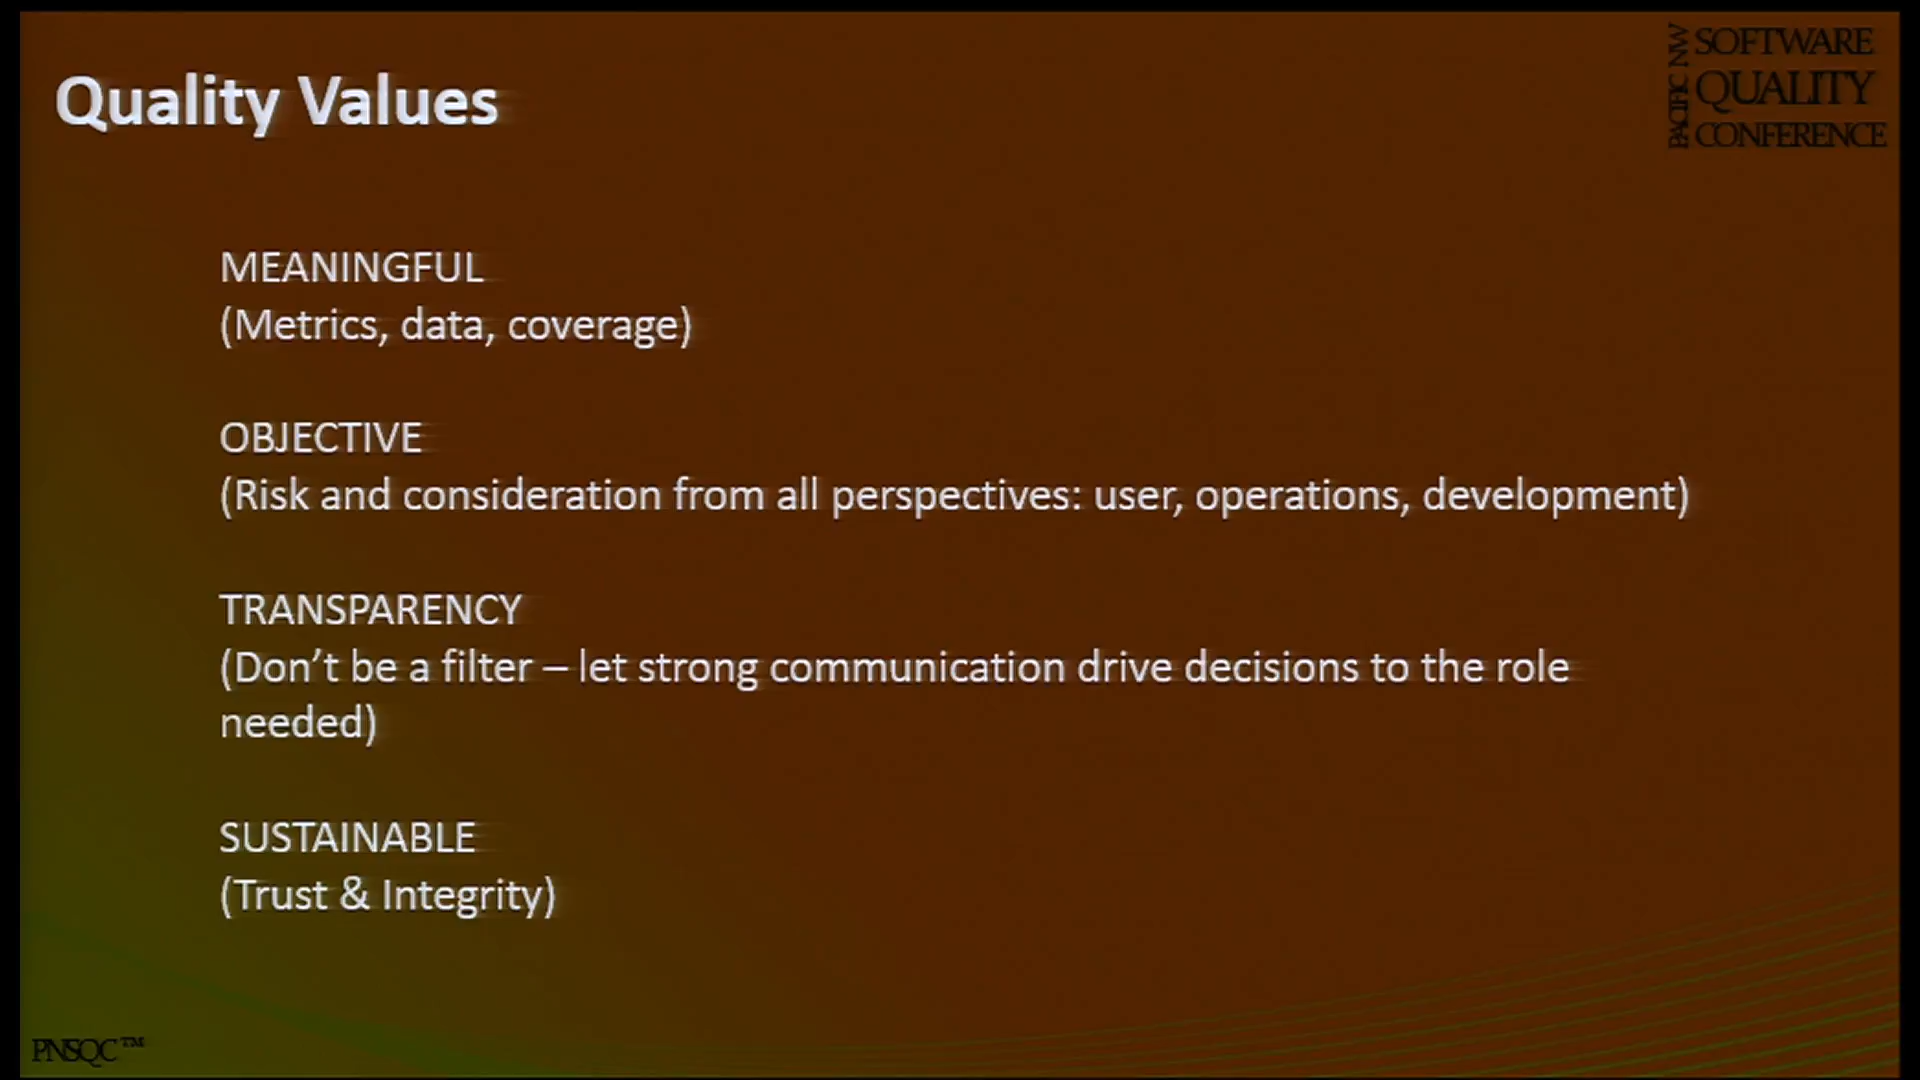 Quality Values
PACIFIC NW
SOFTWARE
QUALITY
CONFERENCE
MEANINGFUL
(Metrics, data, coverage)
OBJECTIVE
(Risk and consideration from all perspectives: user, operations, development)
TRANSPARENCY
(Don’t be a filter – let strong communication drive decisions to the role
needed)
SUSTAINABLE
(Trust & Integrity)
PNSQC™